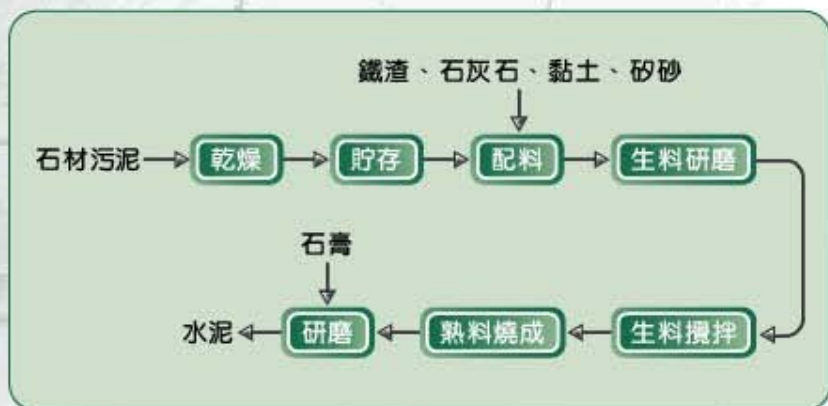 鐵渣、石灰石、黏土、矽砂
石材污泥 乾燥 貯存 配料 生料研磨
石膏
水泥 研磨 熟料燒成 生料攪拌